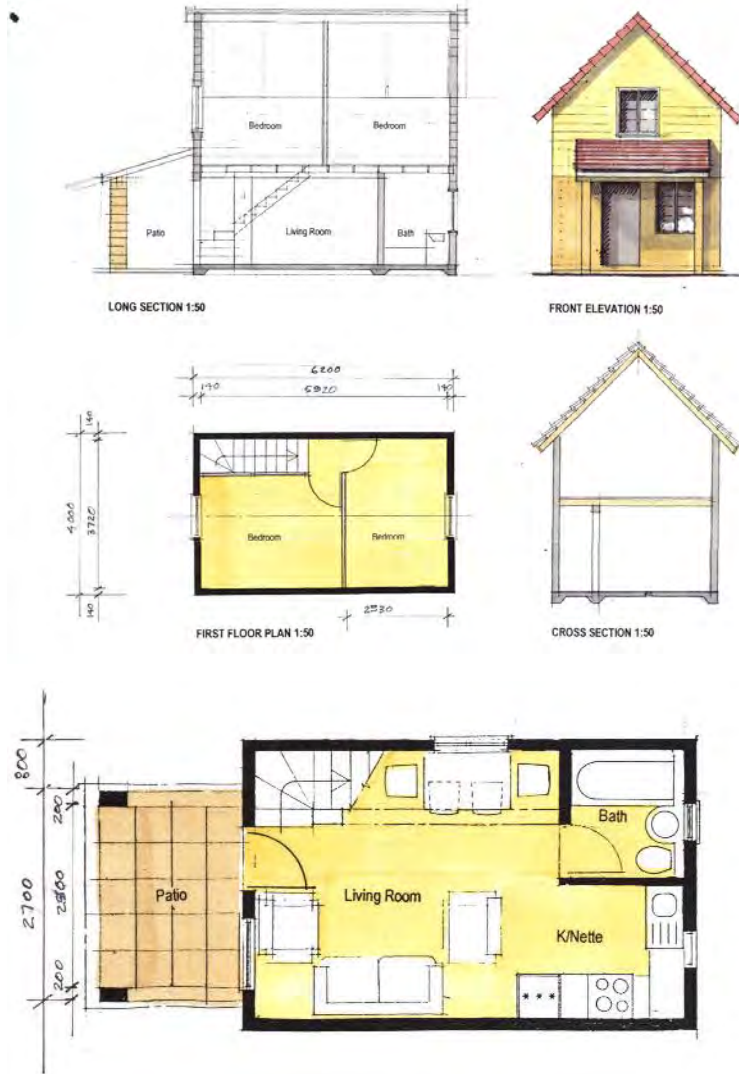 Bedroom
Bedroom
Patio
Living Room
Bath
LONG SECTION 1:50
FRONT ELEVATION 1:50
6200
140
5920
140
140
4000
3720
140
Bedroom
Bedroom
2530
FIRST FLOOR PLAN 1:50
CROSS SECTION 1:50
800
200
2700
2300
200
Patio
Living Room
Bath
K/Nette
***